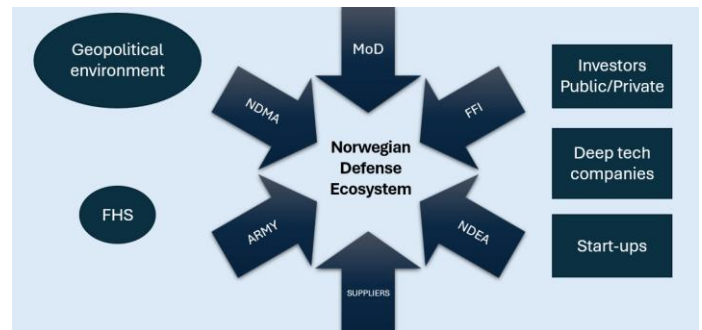 Geopolitical
environment
MoD
Investors
Public/Private
NDMA
FFI
Norwegian
Defense
Ecosystem
Deep tech
companies
FHS
ARMY
NDEA
Start-ups
SUPPLIERS